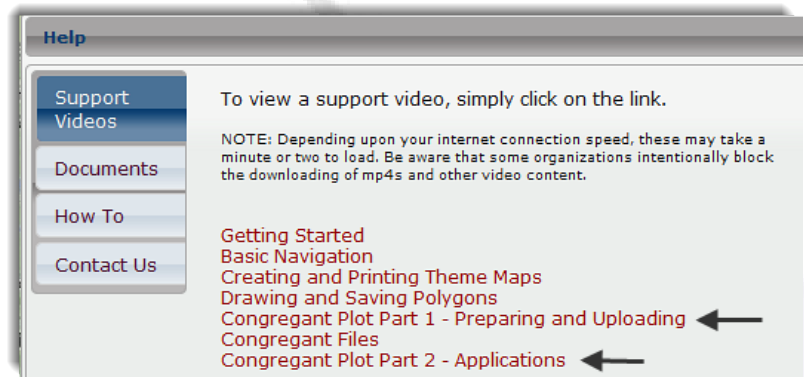 Help
Support
Videos
Documents
How To
Contact Us
To view a support video, simply click on the link.
NOTE: Depending upon your internet connection speed, these may take a
minute or two to load. Be aware that some organizations intentionally block
the downloading of mp4s and other video content.
Getting Started
Basic Navigation
Creating and Printing Theme Maps
Drawing and Saving Polygons
Congregant Plot Part 1 - Preparing and Uploading
Congregant Files
Congregant Plot Part 2 - Applications